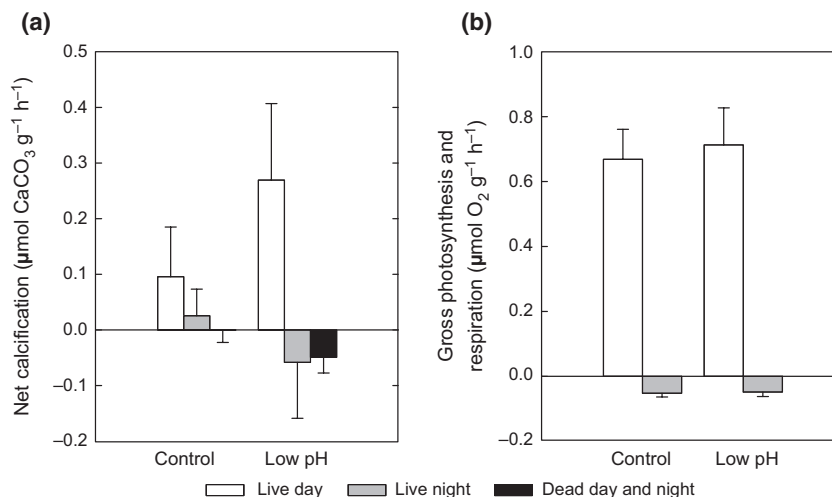 (a)
(b)
0.5
0.4
0.3
0.2
0.1
0.0
–0.1
–0.2
Net calcification (µmol CaCO₃ g⁻¹ h⁻¹)
Control
Low pH
1.0
0.8
0.6
0.4
0.2
0.0
–0.2
Gross photosynthesis and
respiration (µmol O₂ g⁻¹ h⁻¹)
Control
Low pH
Live day
Live night
Dead day and night